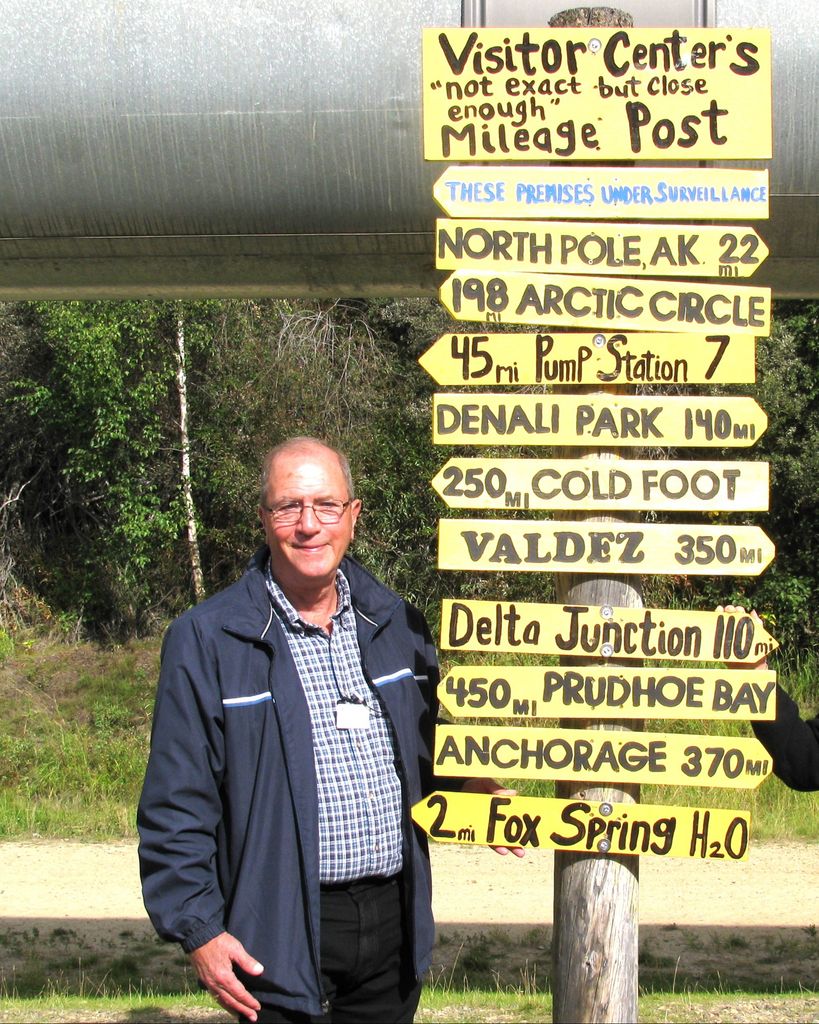 Visitor Center's
"not exact but close
enough"
Mileage Post
THESE PREMISES UNDER SURVEILLANCE
NORTH POLE, AK. 22 MI
198 MI ARCTIC CIRCLE
45 mi Pump Station 7
DENALI PARK 140 MI
250 MI COLD FOOT
VALDEZ 350 MI
Delta Junction 110 mi
450 MI PRUDHOE BAY
ANCHORAGE 370 MI
2 mi Fox Spring H2O